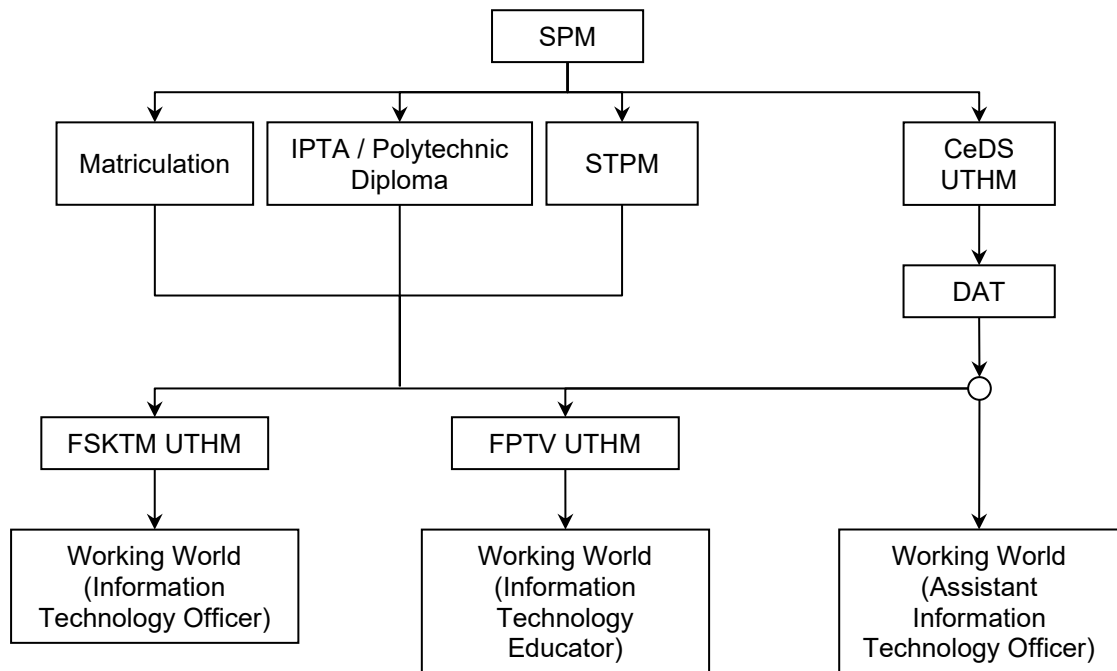 SPM
Matriculation
IPTA / Polytechnic
Diploma
STPM
CeDS
UTHM
DAT
FSKTM UTHM
FPTV UTHM
Working World
(Information
Technology Officer)
Working World
(Information
Technology
Educator)
Working World
(Assistant
Information
Technology Officer)